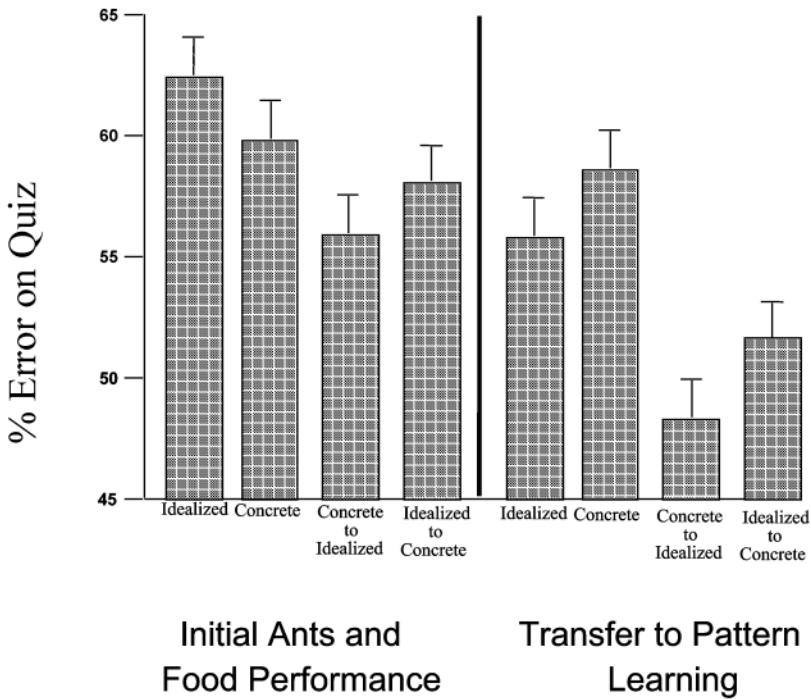 % Error on Quiz
65
60
55
50
45
Idealized
Concrete
Concrete
to
Idealized
Idealized
to
Concrete
Idealized
Concrete
Concrete
to
Idealized
Idealized
to
Concrete
Initial Ants and
Food Performance
Transfer to Pattern
Learning